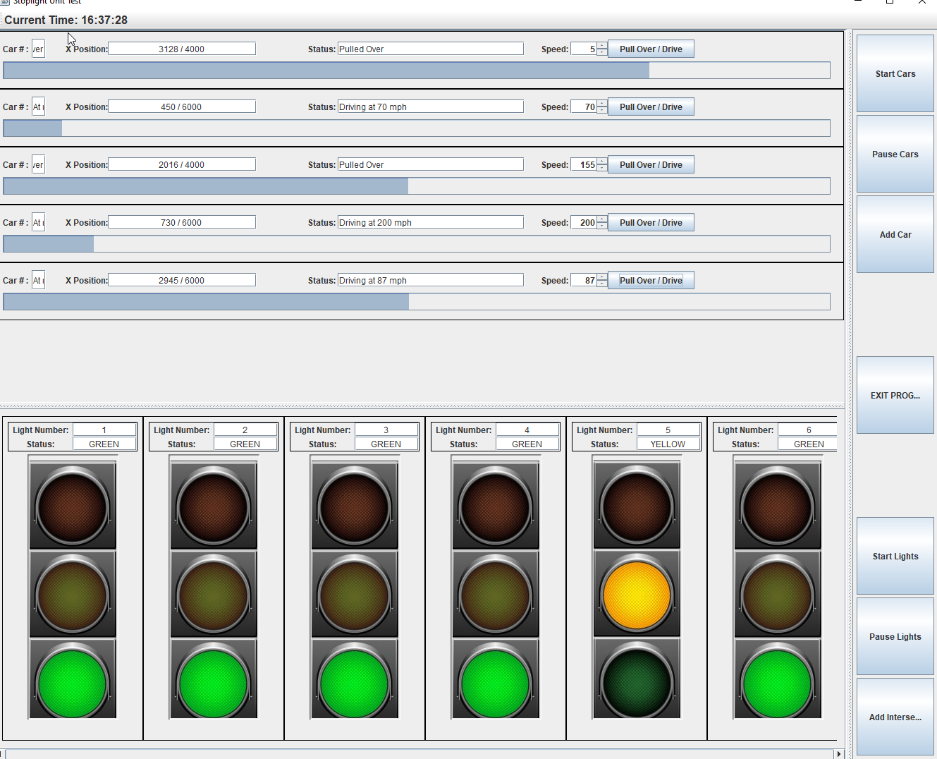 Stoplight Unit Test
Current Time: 16:37:28
Car # : ver X Position: 3128 / 4000 Status: Pulled Over Speed: 5 Pull Over / Drive
Car # : At X Position: 450 / 6000 Status: Driving at 70 mph Speed: 70 Pull Over / Drive
Car # : ver X Position: 2016 / 4000 Status: Pulled Over Speed: 155 Pull Over / Drive
Car # : At X Position: 730 / 6000 Status: Driving at 200 mph Speed: 200 Pull Over / Drive
Car # : At X Position: 2945 / 6000 Status: Driving at 87 mph Speed: 87 Pull Over / Drive
Start Cars
Pause Cars
Add Car
EXIT PROG...
Start Lights
Pause Lights
Add Interse...
Light Number: 1
Status: GREEN
Light Number: 2
Status: GREEN
Light Number: 3
Status: GREEN
Light Number: 4
Status: GREEN
Light Number: 5
Status: YELLOW
Light Number: 6
Status: GREEN